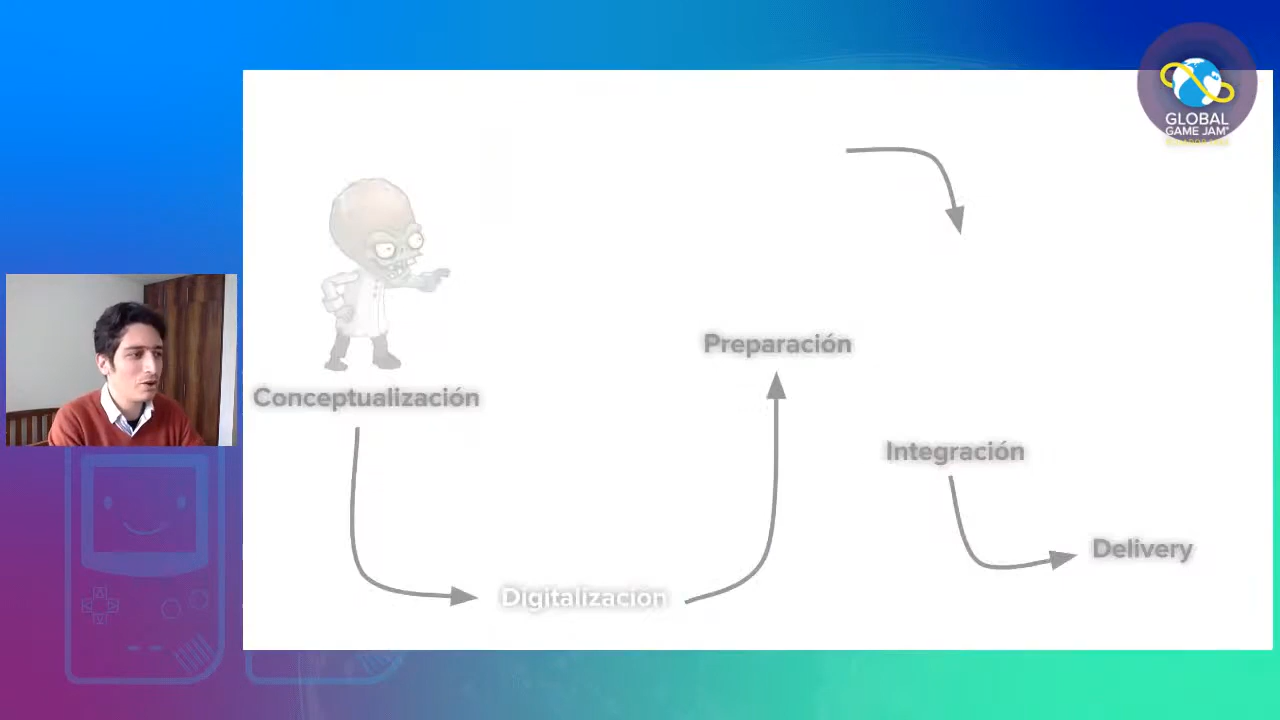 GLOBAL
GAME JAM
Preparación
Conceptualización
Integración
Delivery
Digitalización